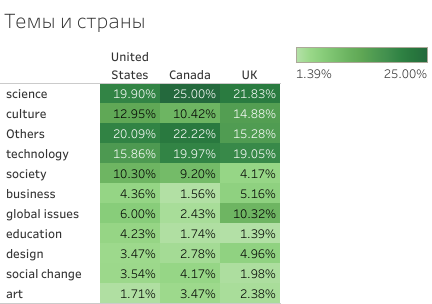 Темы и страны
United
States Canada UK
1.39% 25.00%
science 19.90% 25.00% 21.83%
culture 12.95% 10.42% 14.88%
Others 20.09% 22.22% 15.28%
technology 15.86% 19.97% 19.05%
society 10.30% 9.20% 4.17%
business 4.36% 1.56% 5.16%
global issues 6.00% 2.43% 10.32%
education 4.23% 1.74% 1.39%
design 3.47% 2.78% 4.96%
social change 3.54% 4.17% 1.98%
art 1.71% 3.47% 2.38%